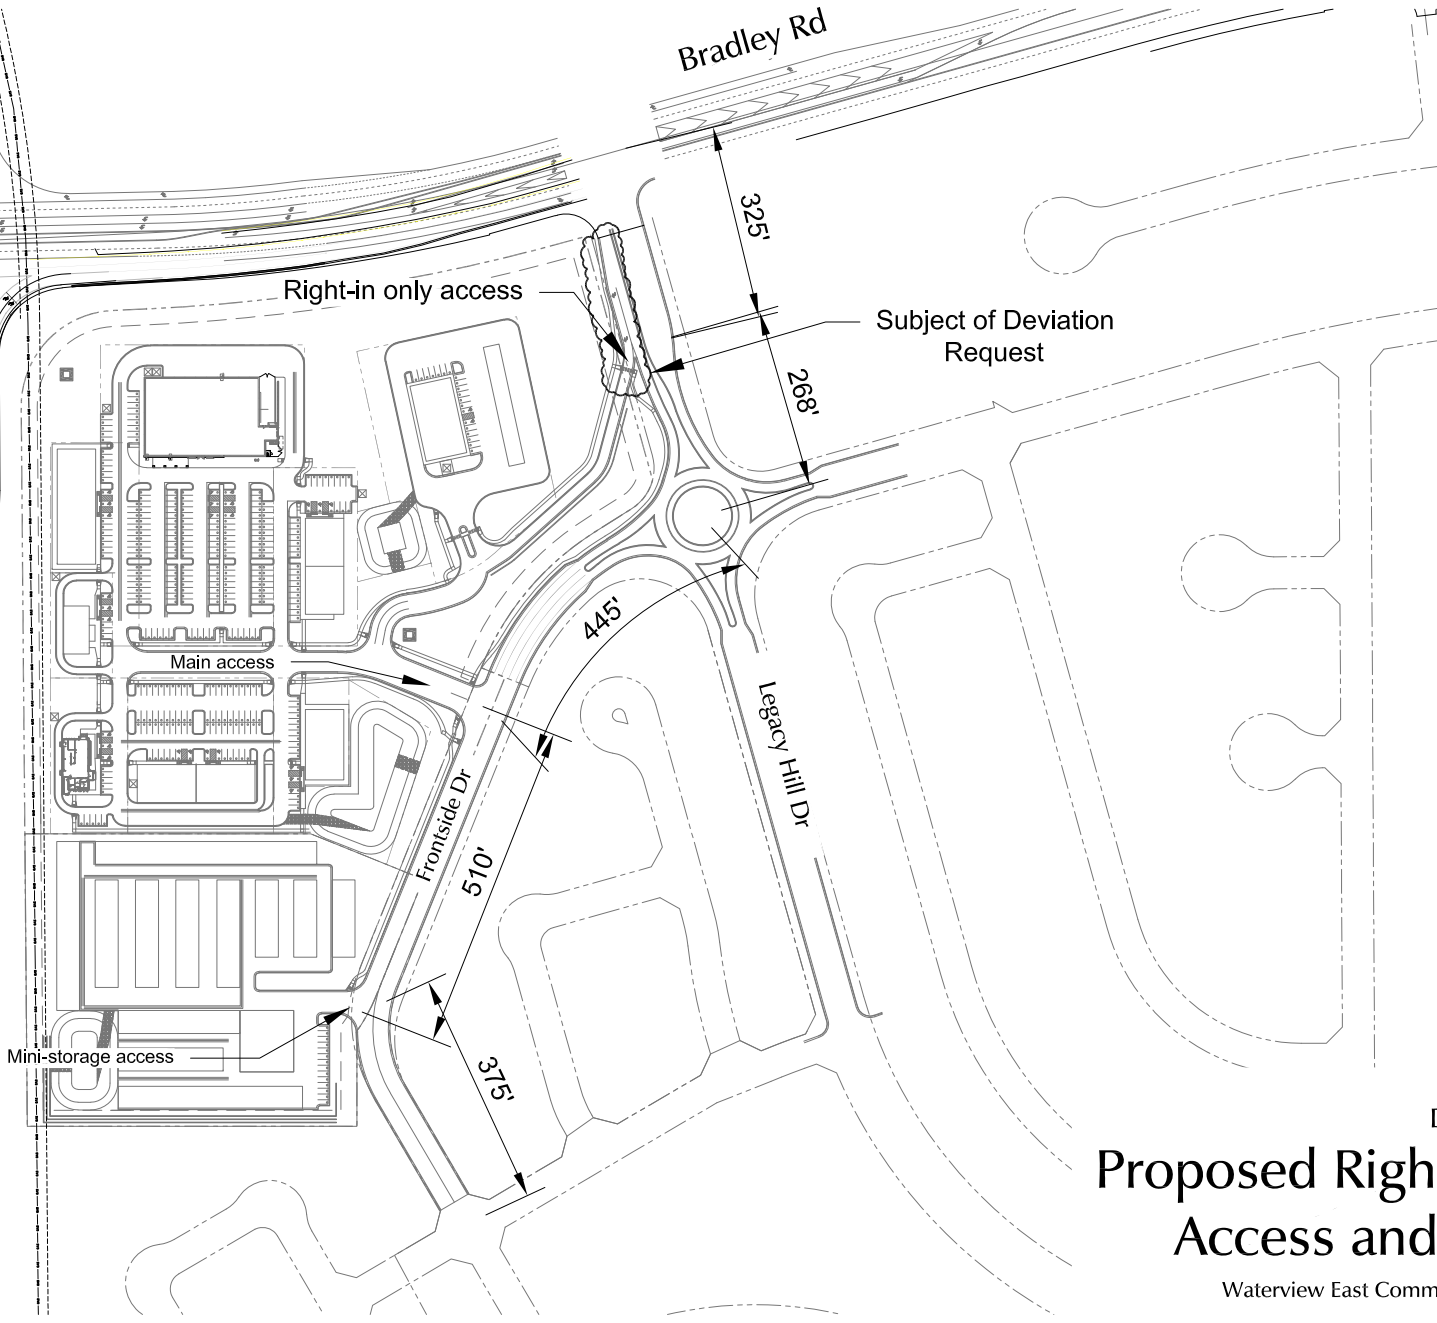 Bradley Rd
325'
Right-in only access
Subject of Deviation
Request
268'
445'
Main access
Legacy Hill Dr
Frontside Dr
510'
Mini-storage access
375'
Proposed Righ
Access and
Waterview East Comm